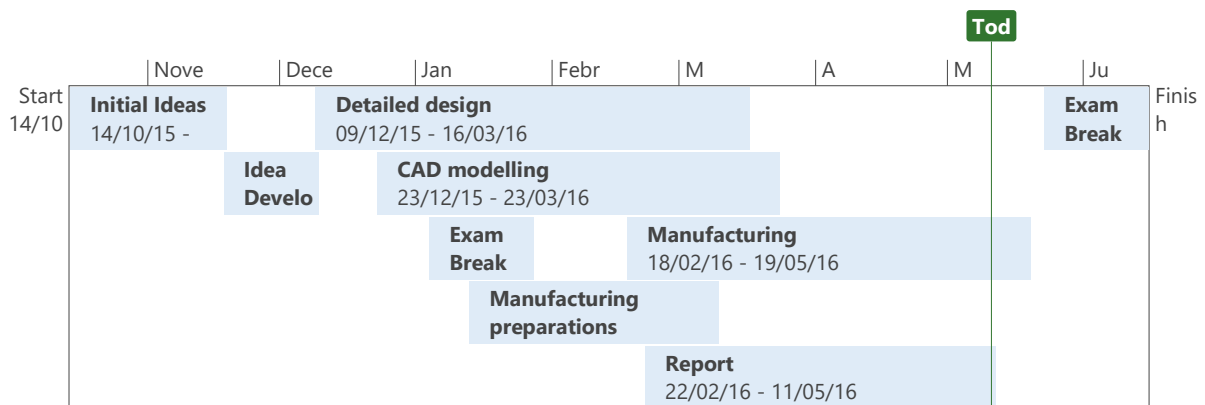 Tod
Nove
Dece
Jan
Febr
M
A
M
Ju
Start
14/10
Initial Ideas
14/10/15 -
Detailed design
09/12/15 - 16/03/16
Exam
Break
Finis
h
Idea
Develo
CAD modelling
23/12/15 - 23/03/16
Exam
Break
Manufacturing
18/02/16 - 19/05/16
Manufacturing
preparations
Report
22/02/16 - 11/05/16